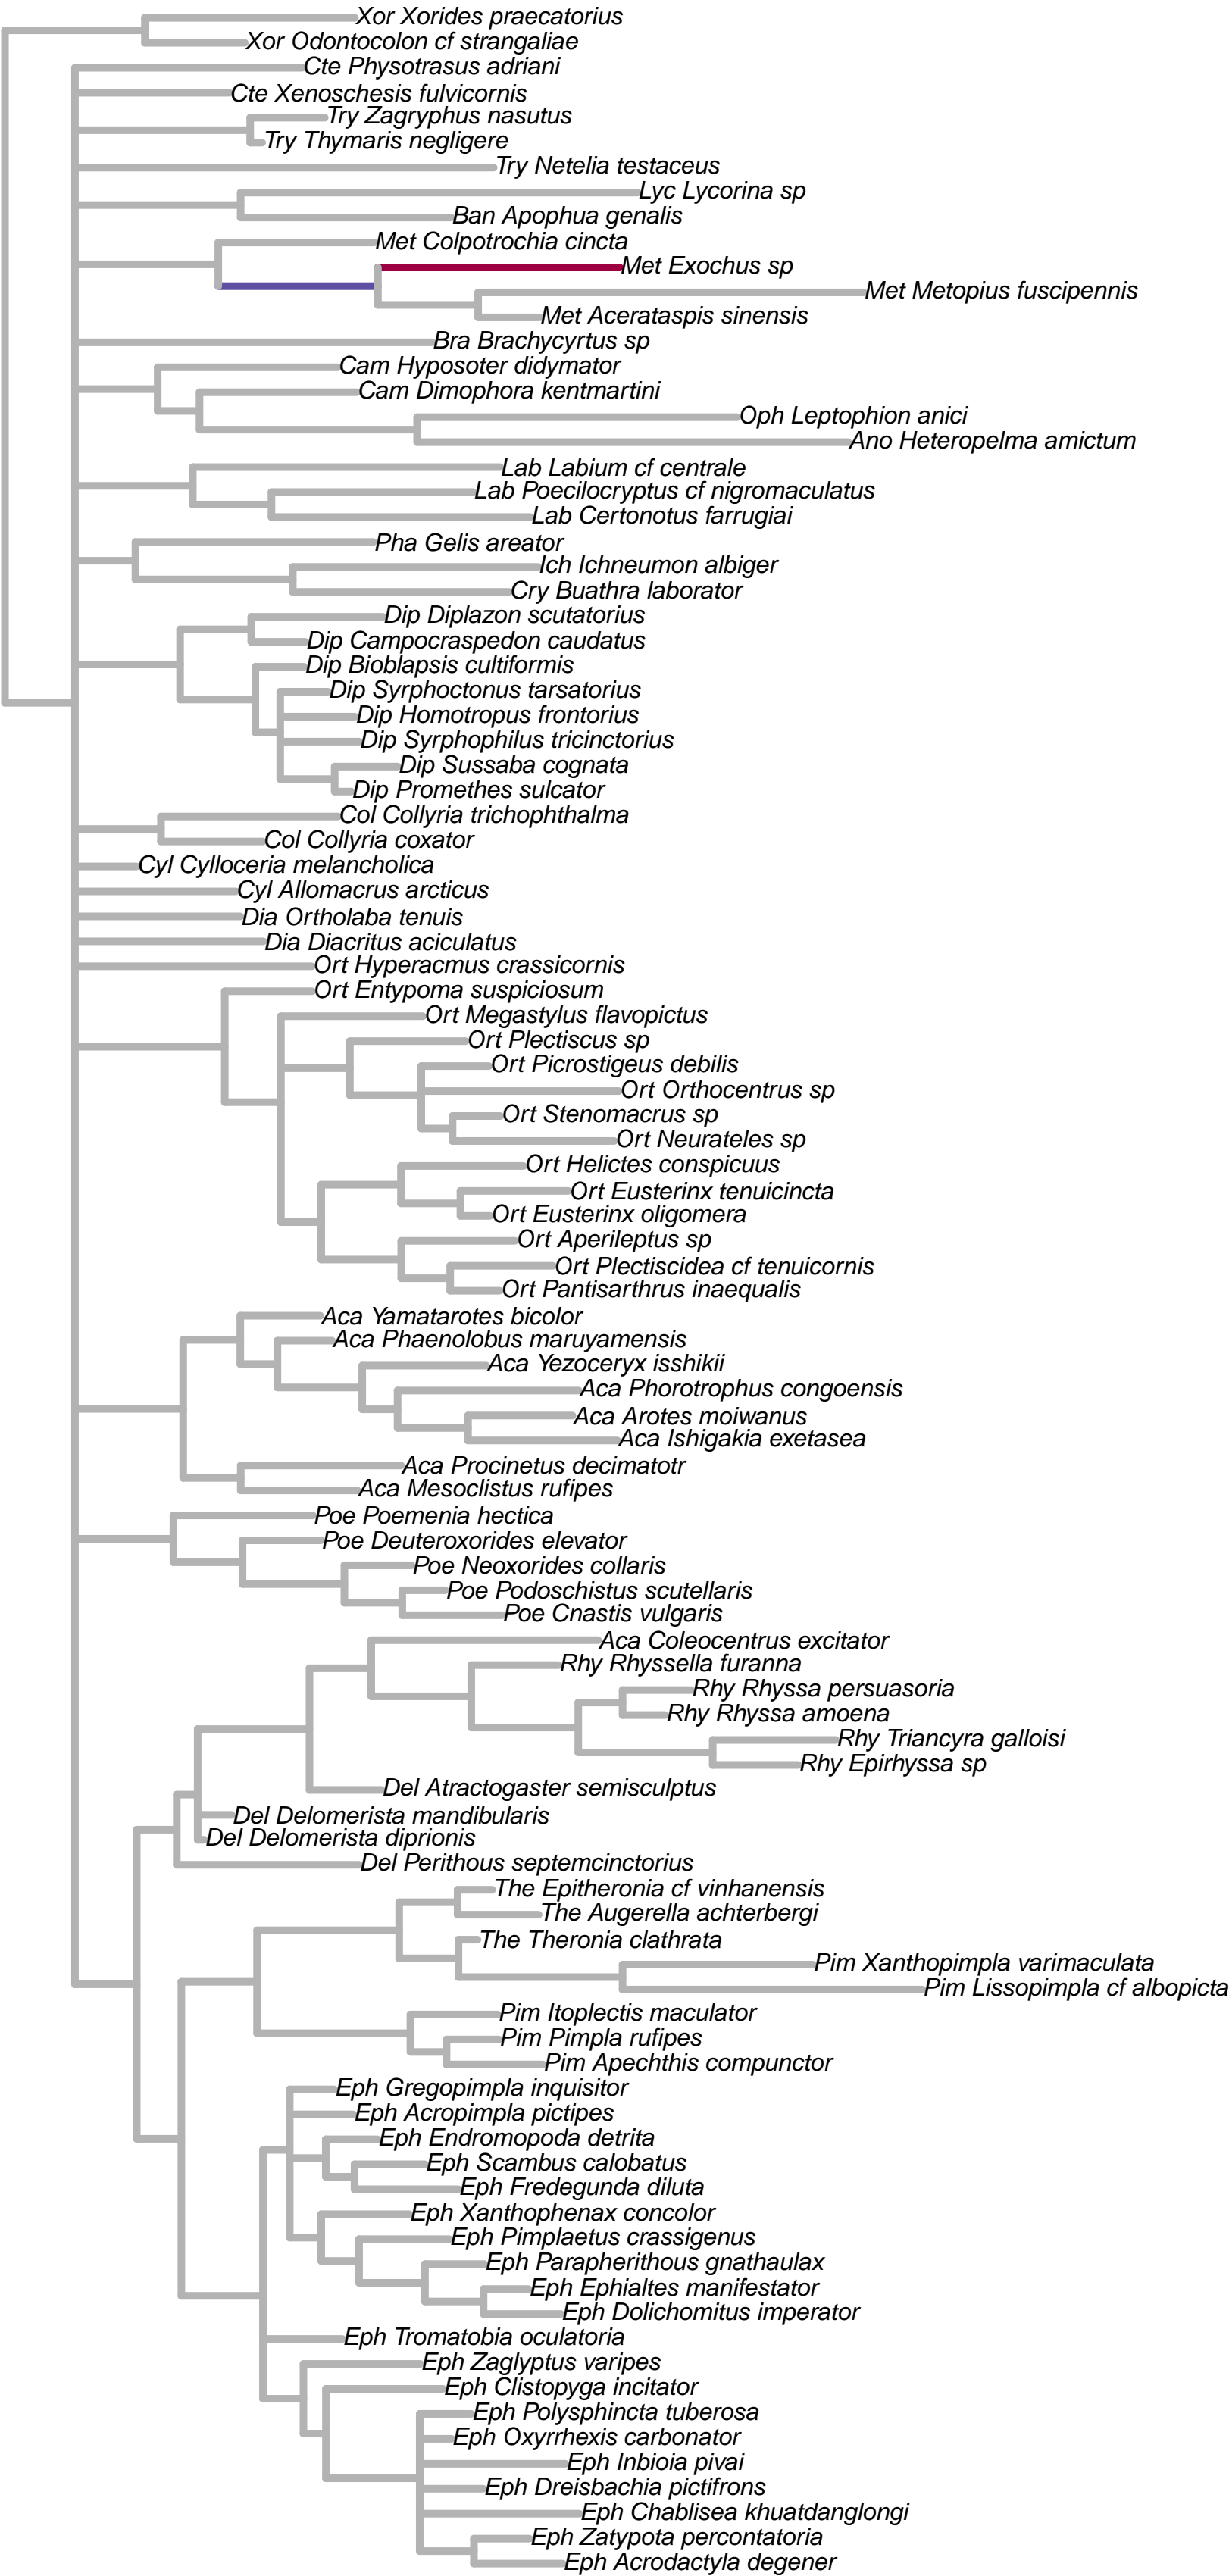 Xor Xorides praecatorius
Xor Odontocolon cf strangaliae
Cte Physotrasus adriani
Cte Xenoschesis fulvicornis
Try Zagryphus nasutus
Try Thymaris negligere
Try Netelia testaceus
Lyc Lycorina sp
Ban Apophua genalis
Met Colpotrochia cincta
Met Exochus sp
Met Metopius fuscipennis
Met Acerataspis sinensis
Bra Brachycyrtus sp
Cam Hyposoter didymator
Cam Dimophora kentmartini
Oph Leptophion anici
Ano Heteropelma amictum
Lab Labium cf centrale
Lab Poecilocryptus cf nigromaculatus
Lab Certonotus farrugiai
Pha Gelis areator
Ich Ichneumon albiger
Cry Buathra laborator
Dip Diplazon scutatorius
Dip Campocraspedon caudatus
Dip Bioblapsis cultiformis
Dip Syrphoctonus tarsatorius
Dip Homotropus frontorius
Dip Syrphophilus tricinctorius
Dip Sussaba cognata
Dip Promethes sulcator
Col Collyria trichophthalma
Col Collyria coxator
Cyl Cylloceria melancholica
Cyl Allomacrus arcticus
Dia Ortholaba tenuis
Dia Diacritus aciculatus
Ort Hyperacmus crassicornis
Ort Entypoma suspiciosum
Ort Megastylus flavopictus
Ort Plectiscus sp
Ort Picrostigeus debilis
Ort Orthocentrus sp
Ort Stenomacrus sp
Ort Neurateles sp
Ort Helictes conspicuus
Ort Eusterinx tenuicincta
Ort Eusterinx oligomera
Ort Aperileptus sp
Ort Plectiscidea cf tenuicornis
Ort Pantisarthrus inaequalis
Aca Yamatarotes bicolor
Aca Phaenolobus maruyamensis
Aca Yezoceryx isshikii
Aca Phorotrophus congoensis
Aca Arotes moiwanus
Aca Ishigakia exetasea
Aca Procinetus decimatotr
Aca Mesoclistus rufipes
Poe Poemenia hectica
Poe Deuteroxorides elevator
Poe Neoxorides collaris
Poe Podoschistus scutellaris
Poe Cnastis vulgaris
Aca Coleocentrus excitator
Rhy Rhyssella furanna
Rhy Rhyssa persuasoria
Rhy Rhyssa amoena
Rhy Triancyra galloisi
Rhy Epirhyssa sp
Del Atractogaster semisculptus
Del Delomerista mandibularis
Del Delomerista diprionis
Del Perithous septemcinctorius
The Epitheronia cf vinhanensis
The Augerella achterbergi
The Theronia clathrata
Pim Xanthopimpla varimaculata
Pim Lissopimpla cf albopicta
Pim Itoplectis maculator
Pim Pimpla rufipes
Pim Apechthis compunctor
Eph Gregopimpla inquisitor
Eph Acropimpla pictipes
Eph Endromopoda detrita
Eph Scambus calobatus
Eph Fredegunda diluta
Eph Xanthophenax concolor
Eph Pimplaetus crassigenus
Eph Parapherithous gnathaulax
Eph Ephialtes manifestator
Eph Dolichomitus imperator
Eph Tromatobia oculatoria
Eph Zaglyptus varipes
Eph Clistopyga incitator
Eph Polysphincta tuberosa
Eph Oxyrrhexis carbonator
Eph Inbioia pivai
Eph Dreisbachia pictifrons
Eph Chablisea khuatdanglongi
Eph Zatypota percontatoria
Eph Acrodactyla degener